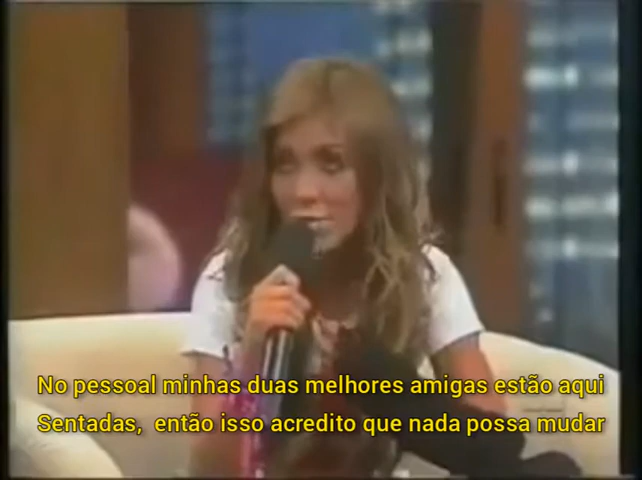 No pessoal minhas duas melhores amigas estão aqui
Sentadas, então isso acredito que nada possa mudar